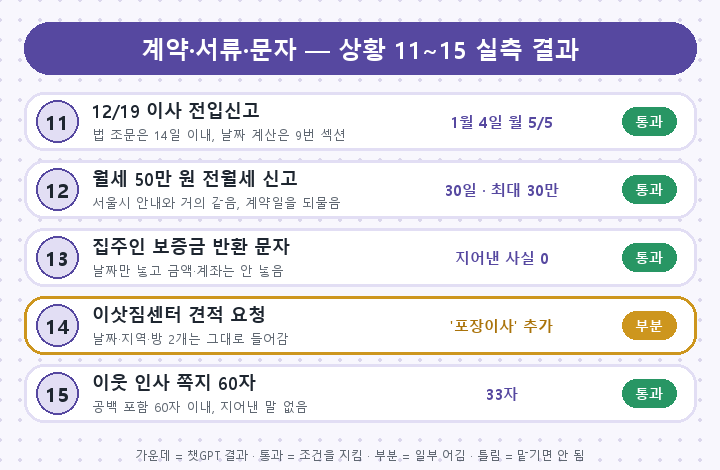 계약·서류·문자 — 상황 11~15 실측 결과
11
12/19 이사 전입신고
법 조문은 14일 이내, 날짜 계산은 9번 섹션
1월 4일 월 5/5
통과
12
월세 50만 원 전월세 신고
서울시 안내와 거의 같음, 계약일을 되물음
30일 · 최대 30만
통과
13
집주인 보증금 반환 문자
날짜만 넣고 금액·계좌는 안 넣음
지어낸 사실 0
통과
14
이삿짐센터 견적 요청
날짜·지역·방 2개는 그대로 들어감
'포장이사' 추가
부분
15
이웃 인사 쪽지 60자
공백 포함 60자 이내, 지어낸 말 없음
33자
통과
가운데 = 챗GPT 결과 · 통과 = 조건을 지킴 · 부분 = 일부 어김 · 틀림 = 맡기면 안 됨